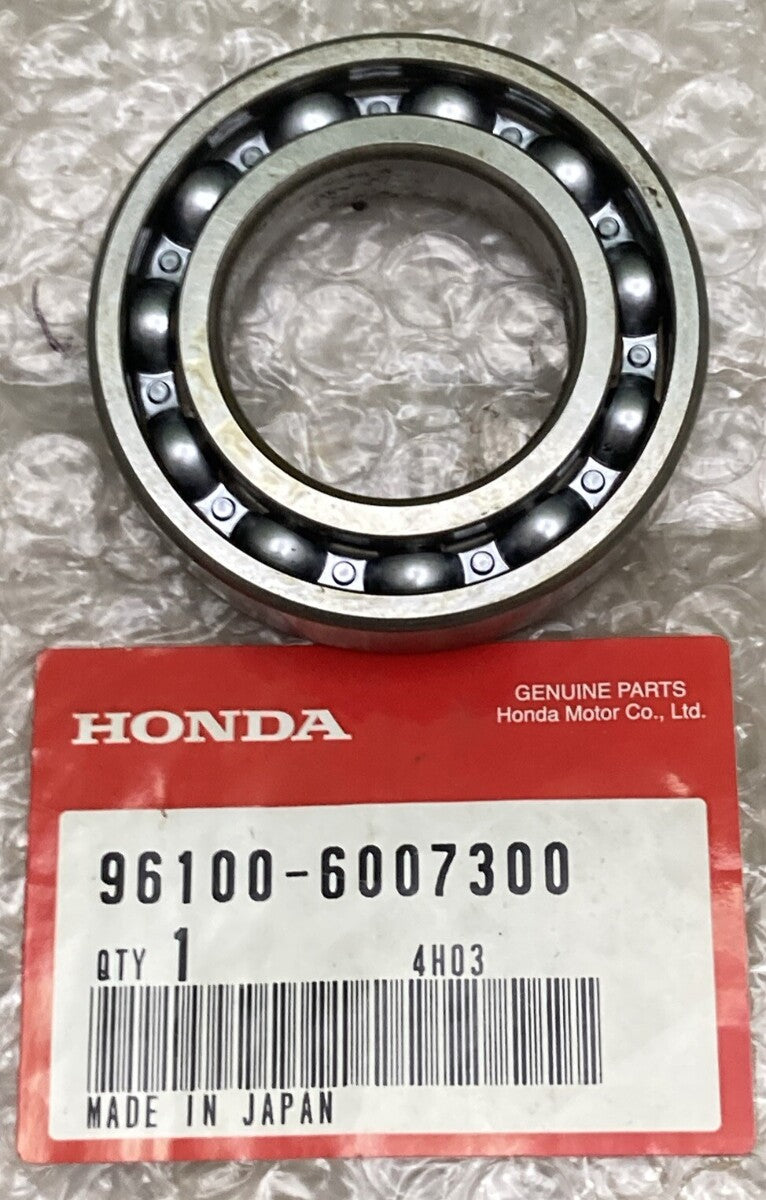 HONDA
GENUINE PARTS
Honda Motor Co., Ltd.
96100-6007300
QTY 1 4H03
MADE IN JAPAN